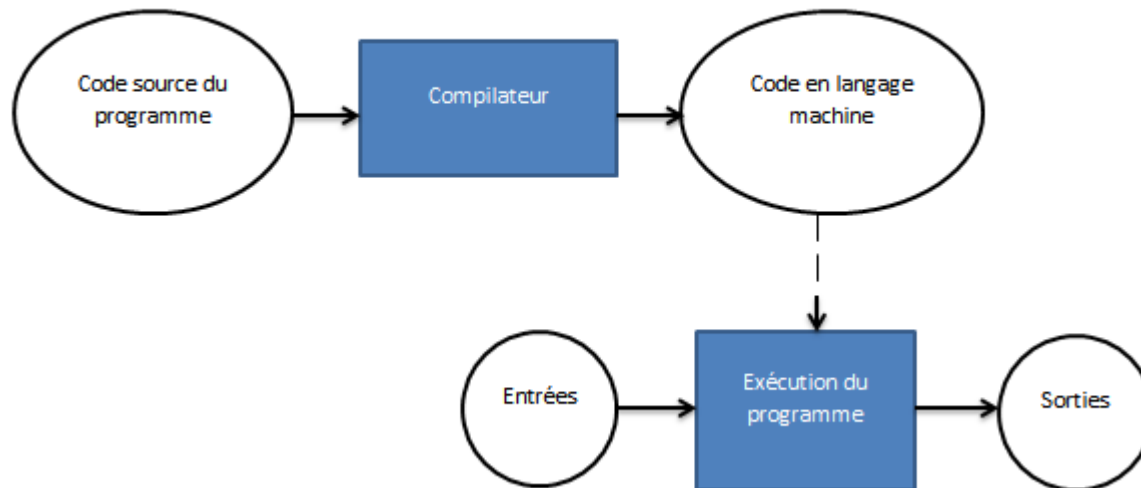 Code source du
programme
Compilateur
Code en langage
machine
Entrées
Exécution du
programme
Sorties